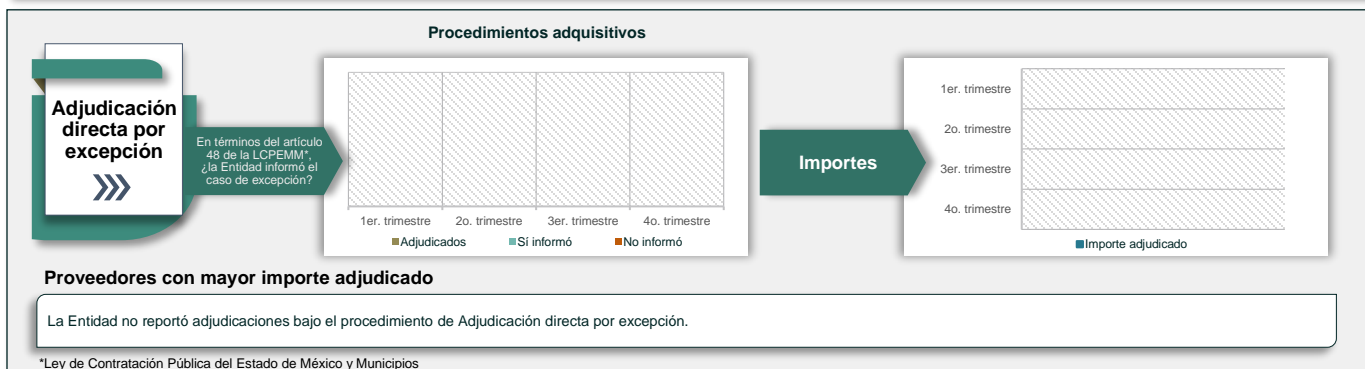 Procedimientos adquisitivos
Adjudicación
directa por
excepción
En términos del artículo
48 de la LCPEMM*,
¿la Entidad informó el
caso de excepción?
1er. trimestre 2o. trimestre 3er. trimestre 4o. trimestre
Adjudicados Sí informó No informó
Importes
1er. trimestre
2o. trimestre
3er. trimestre
4o. trimestre
Importe adjudicado
Proveedores con mayor importe adjudicado
La Entidad no reportó adjudicaciones bajo el procedimiento de Adjudicación directa por excepción.
*Ley de Contratación Pública del Estado de México y Municipios